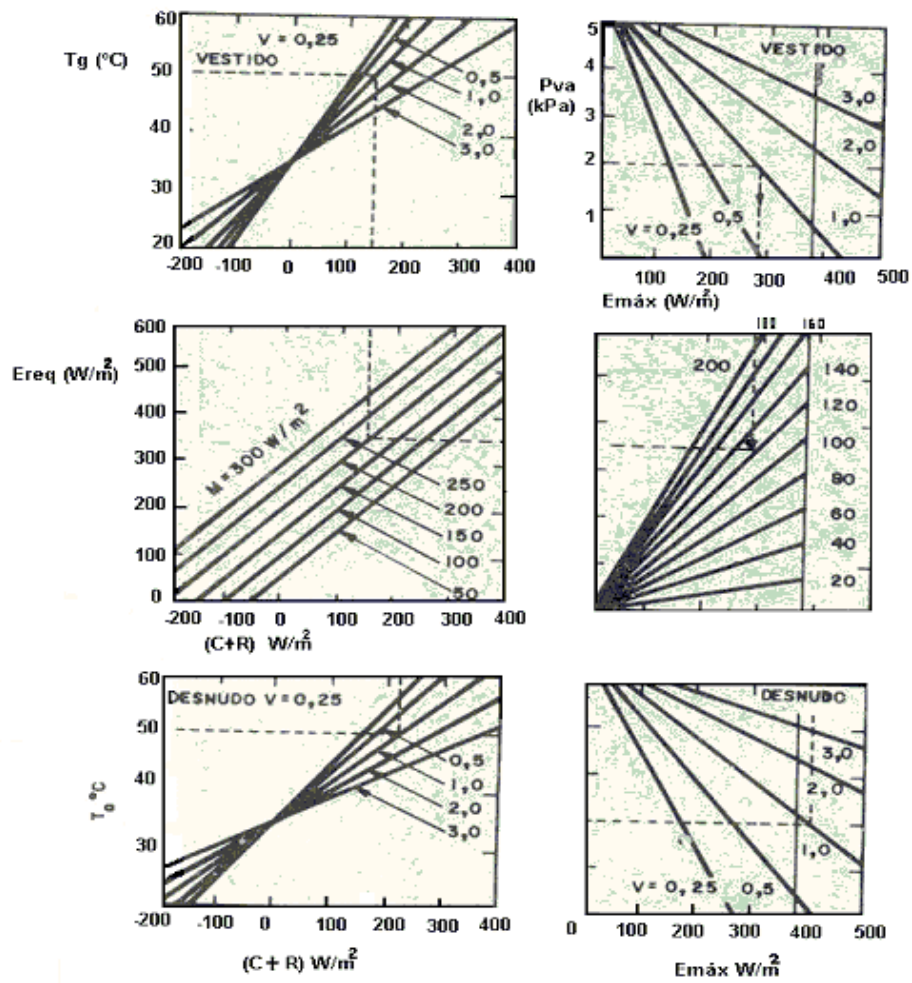 60
Tg (ºC)
50
40
30
20
V = 0,25
VESTIDO
0,5
1,0
2,0
3,0
-200 -100 0 100 200 300 400
5
Pva
(kPa)
4
3
2
1
VESTIDO
3,0
2,0
1,0
V = 0,25 0,5
100 200 300 400 500
Emáx (W/m²)
600
500
Ereq (W/m²)
400
300
200
100
0
M = 300 W/m²
250
200
150
100
50
-200 -100 0 100 200 300 400
(C+R) W/m²
180 160
200
140
120
100
80
60
40
20
60
50
40
30
DESNUDO V = 0,25
0,5
1,0
2,0
3,0
-200 -100 0 100 200 300 400
(C + R) W/m²
DESNUDO
3,0
2,0
1,0
V = 0,25 0,5
0 100 200 300 400 500
Emáx W/m²